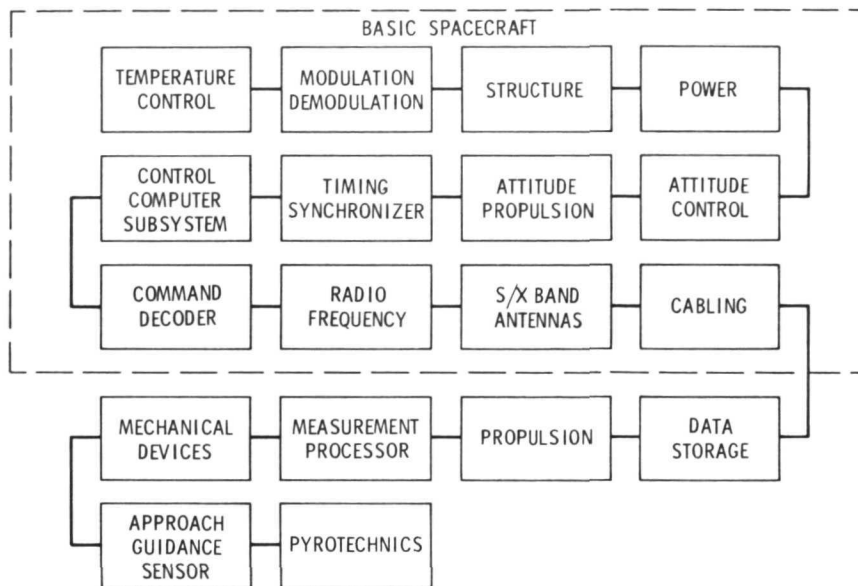 BASIC SPACECRAFT
TEMPERATURE
CONTROL
MODULATION
DEMODULATION
STRUCTURE
POWER
CONTROL
COMPUTER
SUBSYSTEM
TIMING
SYNCHRONIZER
ATTITUDE
PROPULSION
ATTITUDE
CONTROL
COMMAND
DECODER
RADIO
FREQUENCY
S/X BAND
ANTENNAS
CABLING
MECHANICAL
DEVICES
MEASUREMENT
PROCESSOR
PROPULSION
DATA
STORAGE
APPROACH
GUIDANCE
SENSOR
PYROTECHNICS